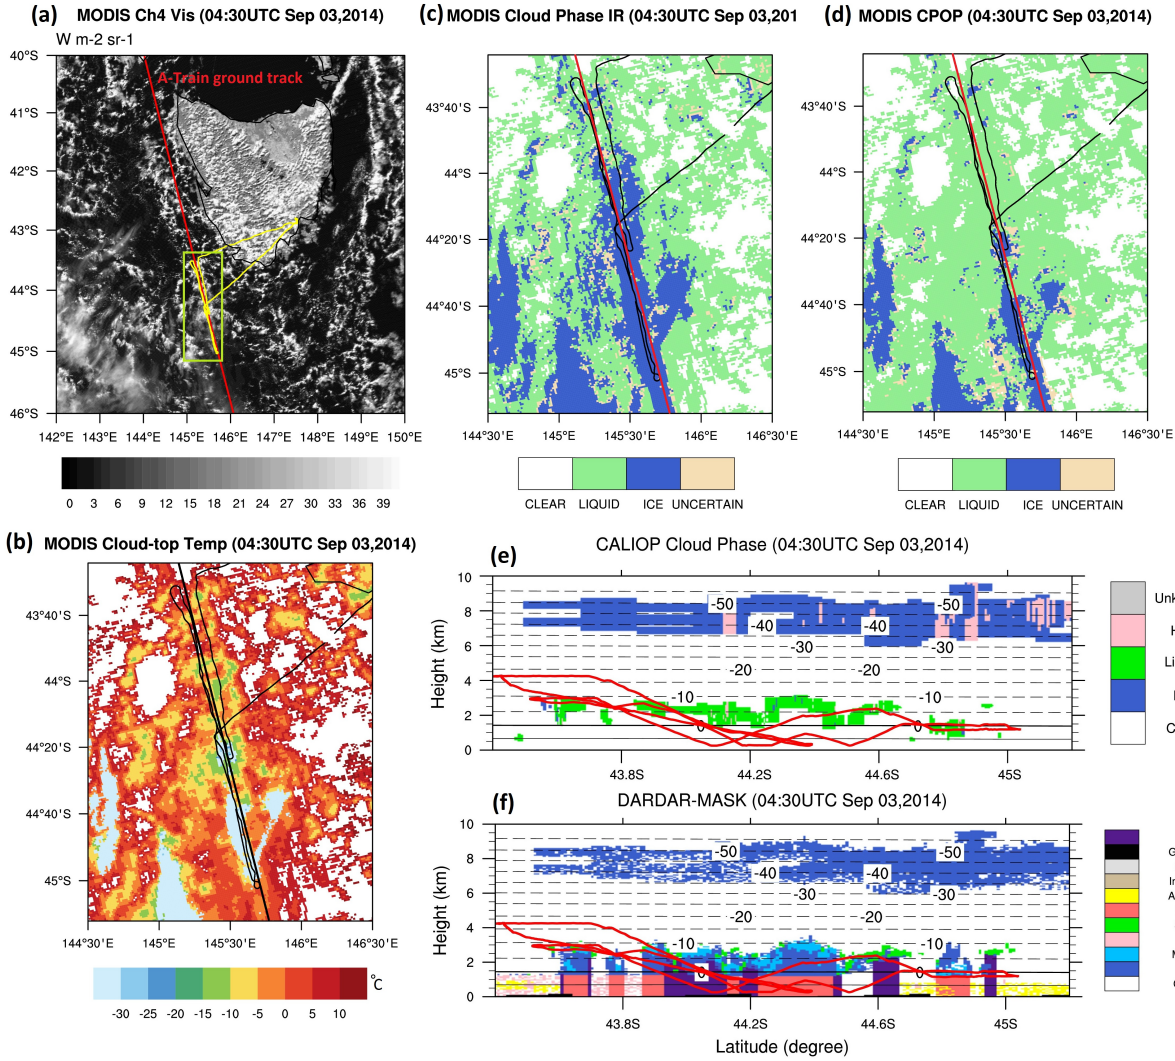 (a) MODIS Ch4 Vis (04:30UTC Sep 03,2014)
W m-2 sr-1
A-Train ground track
40°S
41°S
42°S
43°S
44°S
45°S
46°S
142°E 143°E 144°E 145°E 146°E 147°E 148°E 149°E 150°E
0 3 6 9 12 15 18 21 24 27 30 33 36 39
(c) MODIS Cloud Phase IR (04:30UTC Sep 03,201
43°40'S
44°S
44°20'S
44°40'S
45°S
144°30'E 145°E 145°30'E 146°E 146°30'E
CLEAR LIQUID ICE UNCERTAIN
(d) MODIS CPOP (04:30UTC Sep 03,2014)
43°40'S
44°S
44°20'S
44°40'S
45°S
144°30'E 145°E 145°30'E 146°E 146°30'E
CLEAR LIQUID ICE UNCERTAIN
(b) MODIS Cloud-top Temp (04:30UTC Sep 03,2014)
43°40'S
44°S
44°20'S
44°40'S
45°S
144°30'E 145°E 145°30'E 146°E 146°30'E
-30 -25 -20 -15 -10 -5 0 5 10
°C
(e) CALIOP Cloud Phase (04:30UTC Sep 03,2014)
Height (km)
10
8
6
4
2
0
-50 -50
-40 -40
-30 -30
-20 -20
-10 -10
0 0
43.8S 44.2S 44.6S 45S
Unk
H
Li
I
C
(f) DARDAR-MASK (04:30UTC Sep 03,2014)
Height (km)
10
8
6
4
2
0
-50 -50
-40 -40
-30 -30
-20 -20
-10 -10
0 0
43.8S 44.2S 44.6S 45S
Latitude (degree)
G
In
A
M